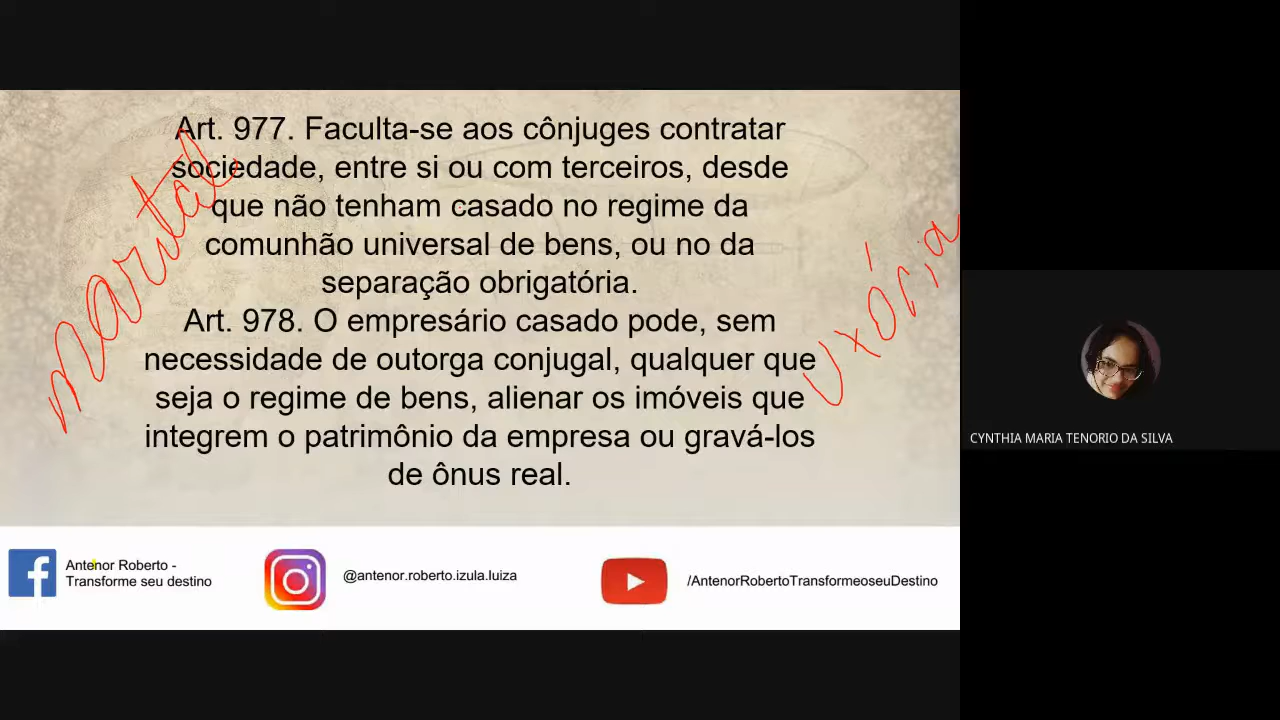 Art. 977. Faculta-se aos cônjuges contratar
sociedade, entre si ou com terceiros, desde
que não tenham casado no regime da
comunhão universal de bens, ou no da
separação obrigatória.
Art. 978. O empresário casado pode, sem
necessidade de outorga conjugal, qualquer que
seja o regime de bens, alienar os imóveis que
integrem o patrimônio da empresa ou gravá-los
de ônus real.
marital
Uxória
CYNTHIA MARIA TENORIO DA SILVA
Antenor Roberto -
Transforme seu destino
@antenor.roberto.izula.luiza
/AntenorRobertoTransformeoseuDestino